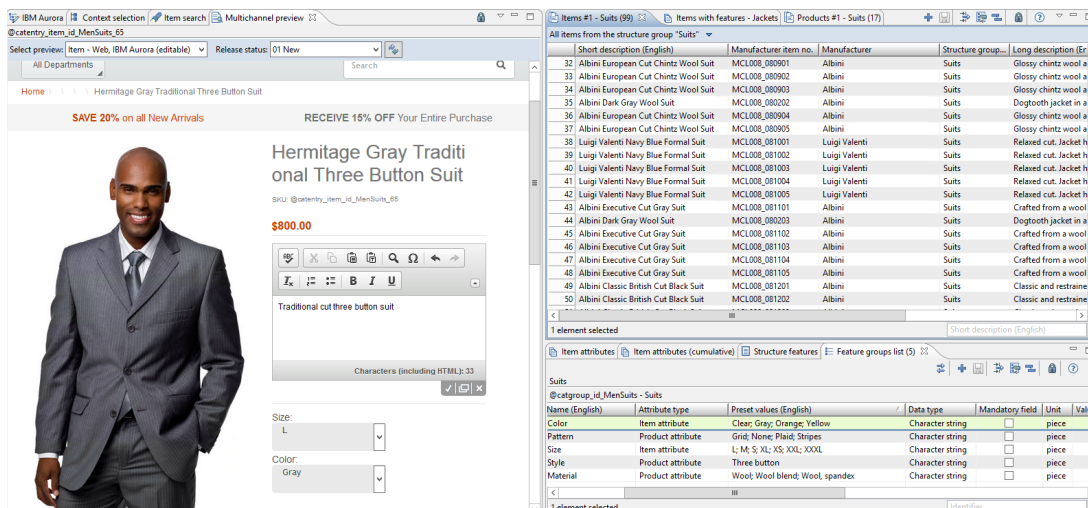 IBM Aurora Context selection Item search Multichannel preview
@catentry_item_id_MenSuits_65
Select preview: Item - Web, IBM Aurora (editable) Release status: 01 New
All Departments
Search
Home \ \ \ \ Hermitage Gray Traditional Three Button Suit
SAVE 20% on all New Arrivals RECEIVE 15% OFF Your Entire Purchase
Hermitage Gray Traditi
onal Three Button Suit
SKU: @catentry_item_id_MenSuits_65
$800.00
ABC
Ω
I B I U
Traditional cut three button suit
Characters (including HTML): 33
Size:
L
Color:
Gray
Items #1 - Suits (99) Items with features - Jackets Products #1 - Suits (17)
All items from the structure group "Suits"
Short description (English) Manufacturer item no. Manufacturer Structure group... Long description (En
32 Albini European Cut Chintz Wool Suit MCL008_080901 Albini Suits Glossy chintz wool a
33 Albini European Cut Chintz Wool Suit MCL008_080902 Albini Suits Glossy chintz wool a
34 Albini European Cut Chintz Wool Suit MCL008_080903 Albini Suits Glossy chintz wool a
35 Albini Dark Gray Wool Suit MCL008_080202 Albini Suits Dogtooth jacket in a
36 Albini European Cut Chintz Wool Suit MCL008_080904 Albini Suits Glossy chintz wool a
37 Albini European Cut Chintz Wool Suit MCL008_080905 Albini Suits Glossy chintz wool a
38 Luigi Valenti Navy Blue Formal Suit MCL008_081001 Luigi Valenti Suits Relaxed cut. Jacket h
39 Luigi Valenti Navy Blue Formal Suit MCL008_081002 Luigi Valenti Suits Relaxed cut. Jacket h
40 Luigi Valenti Navy Blue Formal Suit MCL008_081003 Luigi Valenti Suits Relaxed cut. Jacket h
41 Luigi Valenti Navy Blue Formal Suit MCL008_081004 Luigi Valenti Suits Relaxed cut. Jacket h
42 Luigi Valenti Navy Blue Formal Suit MCL008_081005 Luigi Valenti Suits Relaxed cut. Jacket h
43 Albini Executive Cut Gray Suit MCL008_081101 Albini Suits Crafted from a wool
44 Albini Dark Gray Wool Suit MCL008_080203 Albini Suits Dogtooth jacket in a
45 Albini Executive Cut Gray Suit MCL008_081102 Albini Suits Crafted from a wool
46 Albini Executive Cut Gray Suit MCL008_081103 Albini Suits Crafted from a wool
47 Albini Executive Cut Gray Suit MCL008_081104 Albini Suits Crafted from a wool
48 Albini Executive Cut Gray Suit MCL008_081105 Albini Suits Crafted from a wool
49 Albini Classic British Cut Black Suit MCL008_081201 Albini Suits Classic and restraine
50 Albini Classic British Cut Black Suit MCL008_081202 Albini Suits Classic and restraine
1 element selected Short description (English)
Item attributes Item attributes (cumulative) Structure features Feature groups list (5)
Suits
@catgroup_id_MenSuits - Suits
Name (English) Attribute type Preset values (English) Data type Mandatory field Unit Val
Color Item attribute Clear; Gray; Orange; Yellow Character string piece
Pattern Product attribute Grid; None; Plaid; Stripes Character string piece
Size Item attribute L; M; S; XL; XS; XXL; XXXL Character string piece
Style Product attribute Three button Character string piece
Material Product attribute Wool; Wool blend; Wool, spandex Character string piece
1 element selected Identifier